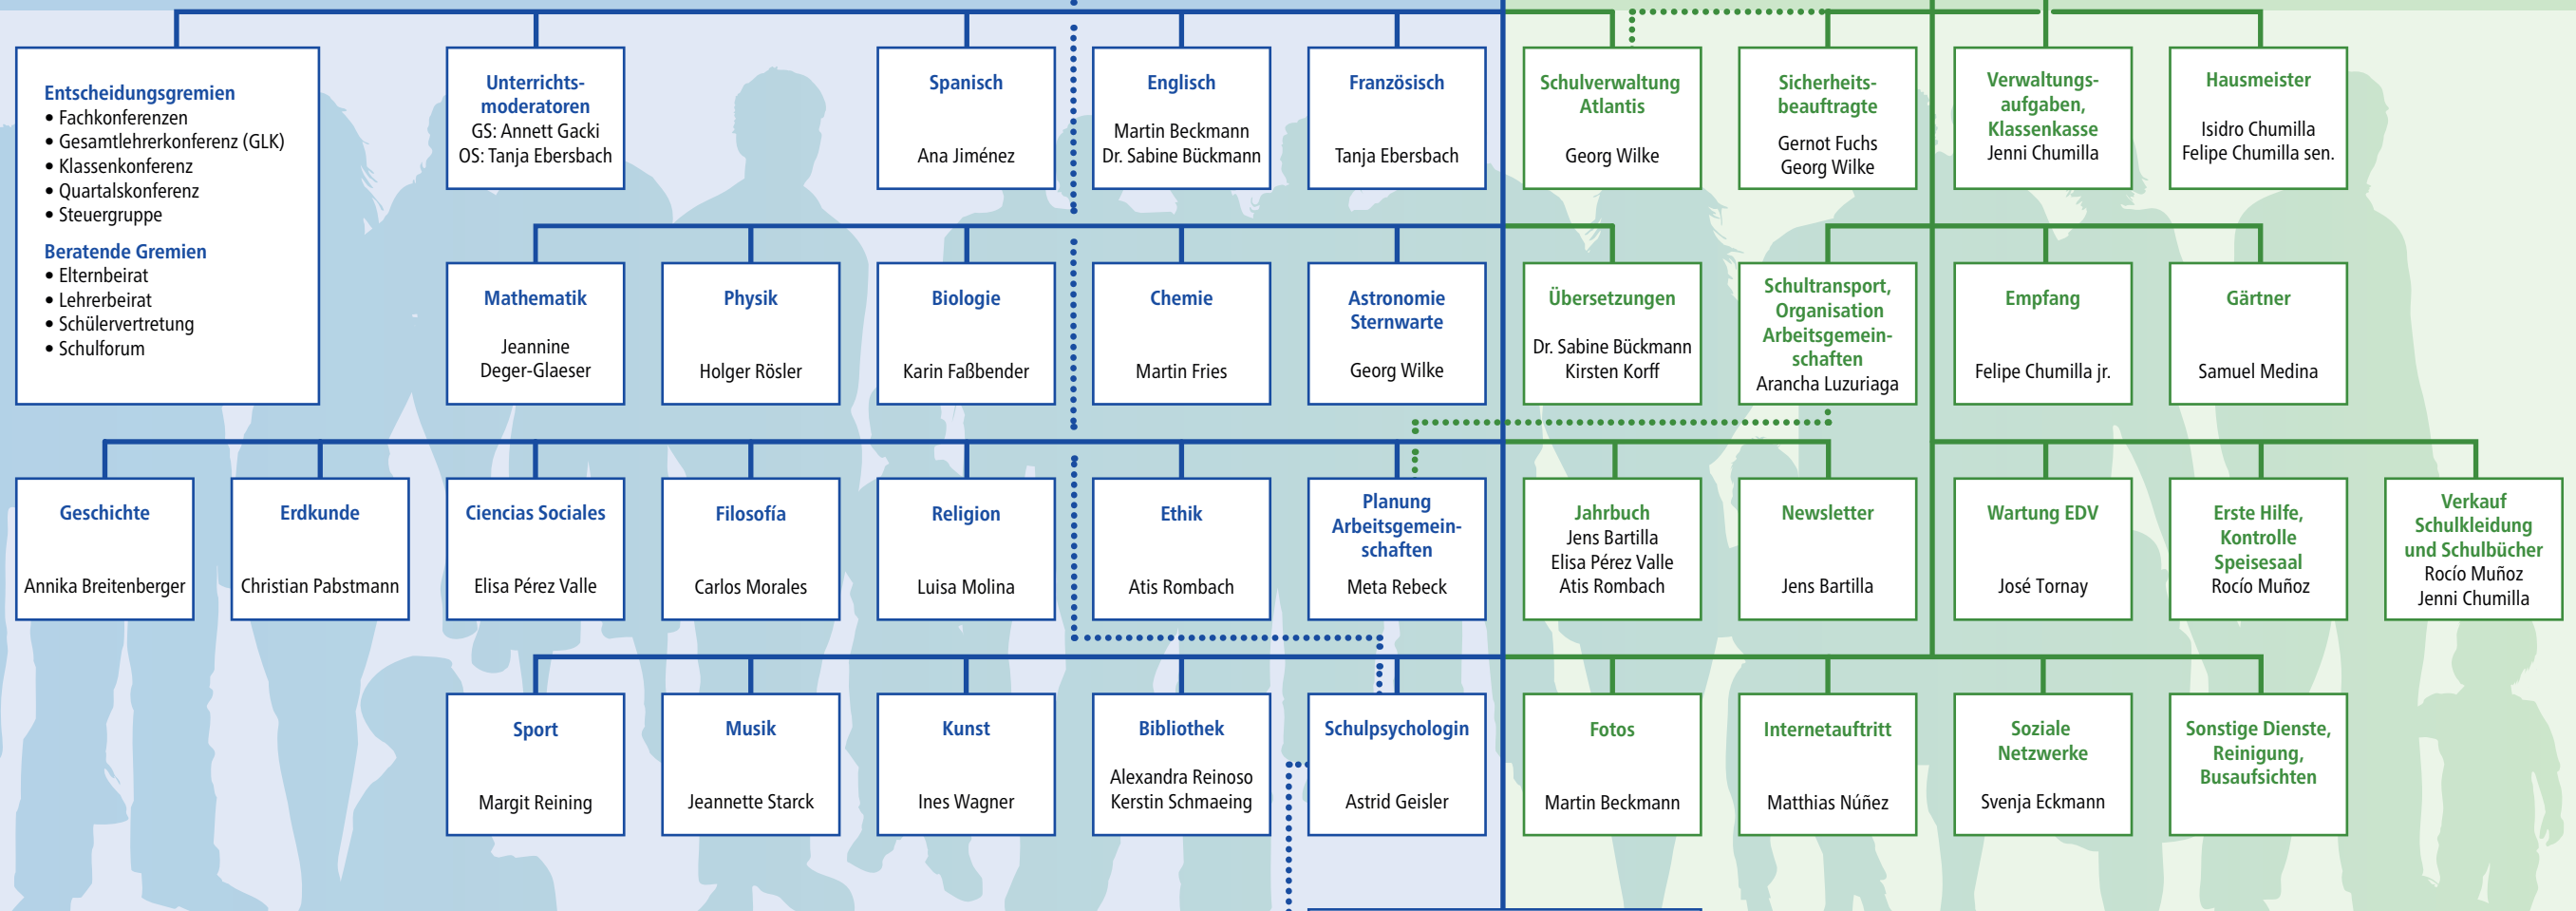 Entscheidungsgremien
• Fachkonferenzen
• Gesamtlehrerkonferenz (GLK)
• Klassenkonferenz
• Quartalskonferenz
• Steuergruppe
Beratende Gremien
• Elternbeirat
• Lehrerbeirat
• Schülervertretung
• Schulforum
Unterrichts-
moderatoren
GS: Annett Gacki
OS: Tanja Ebersbach
Spanisch
Ana Jiménez
Englisch
Martin Beckmann
Dr. Sabine Bückmann
Französisch
Tanja Ebersbach
Schulverwaltung
Atlantis
Georg Wilke
Sicherheits-
beauftragte
Gernot Fuchs
Georg Wilke
Verwaltungs-
aufgaben,
Klassenkasse
Jenni Chumilla
Hausmeister
Isidro Chumilla
Felipe Chumilla sen.
Mathematik
Jeannine
Deger-Glaeser
Physik
Holger Rösler
Biologie
Karin Faßbender
Chemie
Martin Fries
Astronomie
Sternwarte
Georg Wilke
Übersetzungen
Dr. Sabine Bückmann
Kirsten Korff
Schultransport,
Organisation
Arbeitsgemein-
schaften
Arancha Luzuriaga
Empfang
Felipe Chumilla jr.
Gärtner
Samuel Medina
Geschichte
Annika Breitenberger
Erdkunde
Christian Pabstmann
Ciencias Sociales
Elisa Pérez Valle
Filosofía
Carlos Morales
Religion
Luisa Molina
Ethik
Atis Rombach
Planung
Arbeitsgemein-
schaften
Meta Rebeck
Jahrbuch
Jens Bartilla
Elisa Pérez Valle
Atis Rombach
Newsletter
Jens Bartilla
Wartung EDV
José Tornay
Erste Hilfe,
Kontrolle
Speisesaal
Rocío Muñoz
Verkauf
Schulkleidung
und Schulbücher
Rocío Muñoz
Jenni Chumilla
Sport
Margit Reining
Musik
Jeannette Starck
Kunst
Ines Wagner
Bibliothek
Alexandra Reinoso
Kerstin Schmaeing
Schulpsychologin
Astrid Geisler
Fotos
Martin Beckmann
Internetauftritt
Matthias Núñez
Soziale
Netzwerke
Svenja Eckmann
Sonstige Dienste,
Reinigung,
Busaufsichten